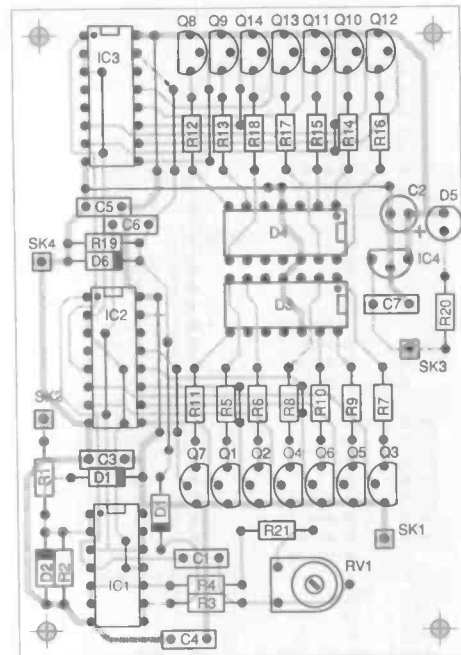 Q8 Q9 Q14 Q13 Q11 Q10 Q12
IC3
R12 R13 R18 R17 R15 R14 R16
C5
C6
C2
D5
+
D4
SK4
R19
D6
IC4
C7
R20
IC2
SK3
SK2
R11 R5 R6 R8 R10 R9 R7
C3
R1
D1
Q7 Q1 Q2 Q4 Q6 Q5 Q3
D1
R21
SK1
D2
R2
IC1
C1
R4
R3
RV1
C4